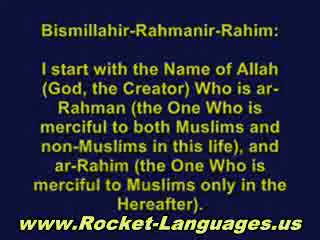 Bismillahir-Rahmanir-Rahim:
I start with the Name of Allah
(God, the Creator) Who is ar-
Rahman (the One Who is
merciful to both Muslims and
non-Muslims in this life), and
ar-Rahim (the One Who is
merciful to Muslims only in the
Hereafter).
www.Rocket-Languages.us